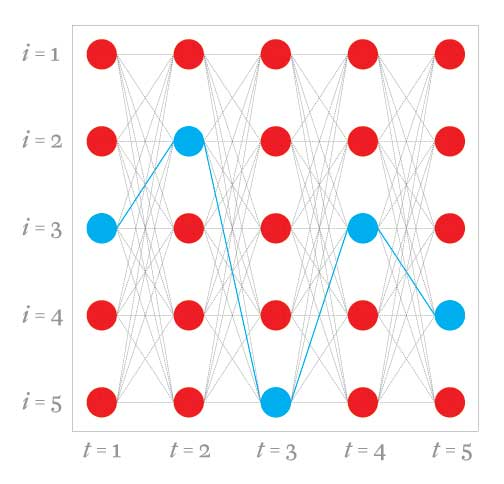 i = 1
i = 2
i = 3
i = 4
i = 5
t = 1 t = 2 t = 3 t = 4 t = 5